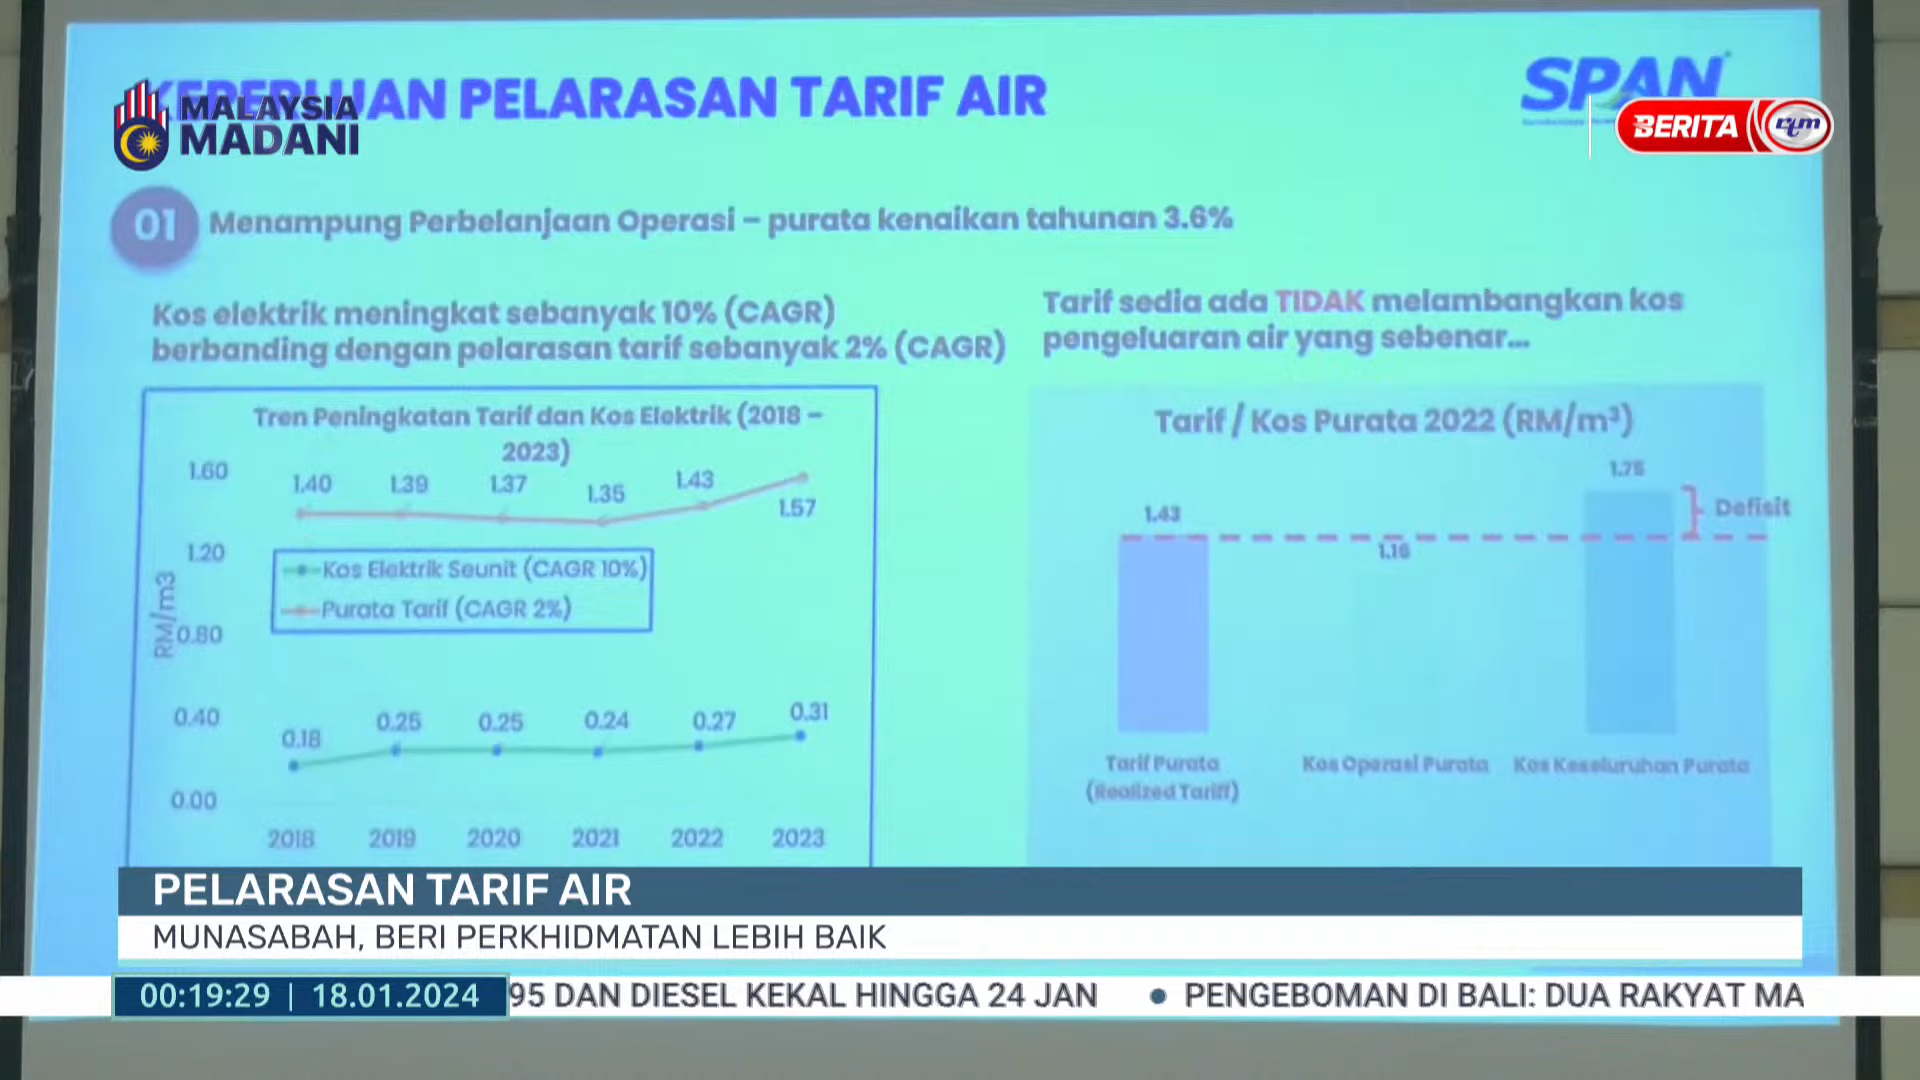 KEPERLUAN PELARASAN TARIF AIR
MALAYSIA
MADANI
SPAN
BERITA rtm
01 Menampung Perbelanjaan Operasi – purata kenaikan tahunan 3.6%
Kos elektrik meningkat sebanyak 10% (CAGR)
berbanding dengan pelarasan tarif sebanyak 2% (CAGR)
Tren Peningkatan Tarif dan Kos Elektrik (2018 –
2023)
1.60
1.40 1.39 1.37 1.35 1.43 1.57
1.20
Kos Elektrik Seunit (CAGR 10%)
Purata Tarif (CAGR 2%)
RM/m3
0.80
0.40
0.18 0.25 0.25 0.24 0.27 0.31
0.00
2018 2019 2020 2021 2022 2023
Tarif sedia ada TIDAK melambangkan kos
pengeluaran air yang sebenar...
Tarif / Kos Purata 2022 (RM/m³)
1.75
1.43
Defisit
1.16
Tarif Purata
(Realized Tariff)
Kos Operasi Purata
Kos Keseluruhan Purata
PELARASAN TARIF AIR
MUNASABAH, BERI PERKHIDMATAN LEBIH BAIK
00:19:29 | 18.01.2024 95 DAN DIESEL KEKAL HINGGA 24 JAN • PENGEBOMAN DI BALI: DUA RAKYAT MA